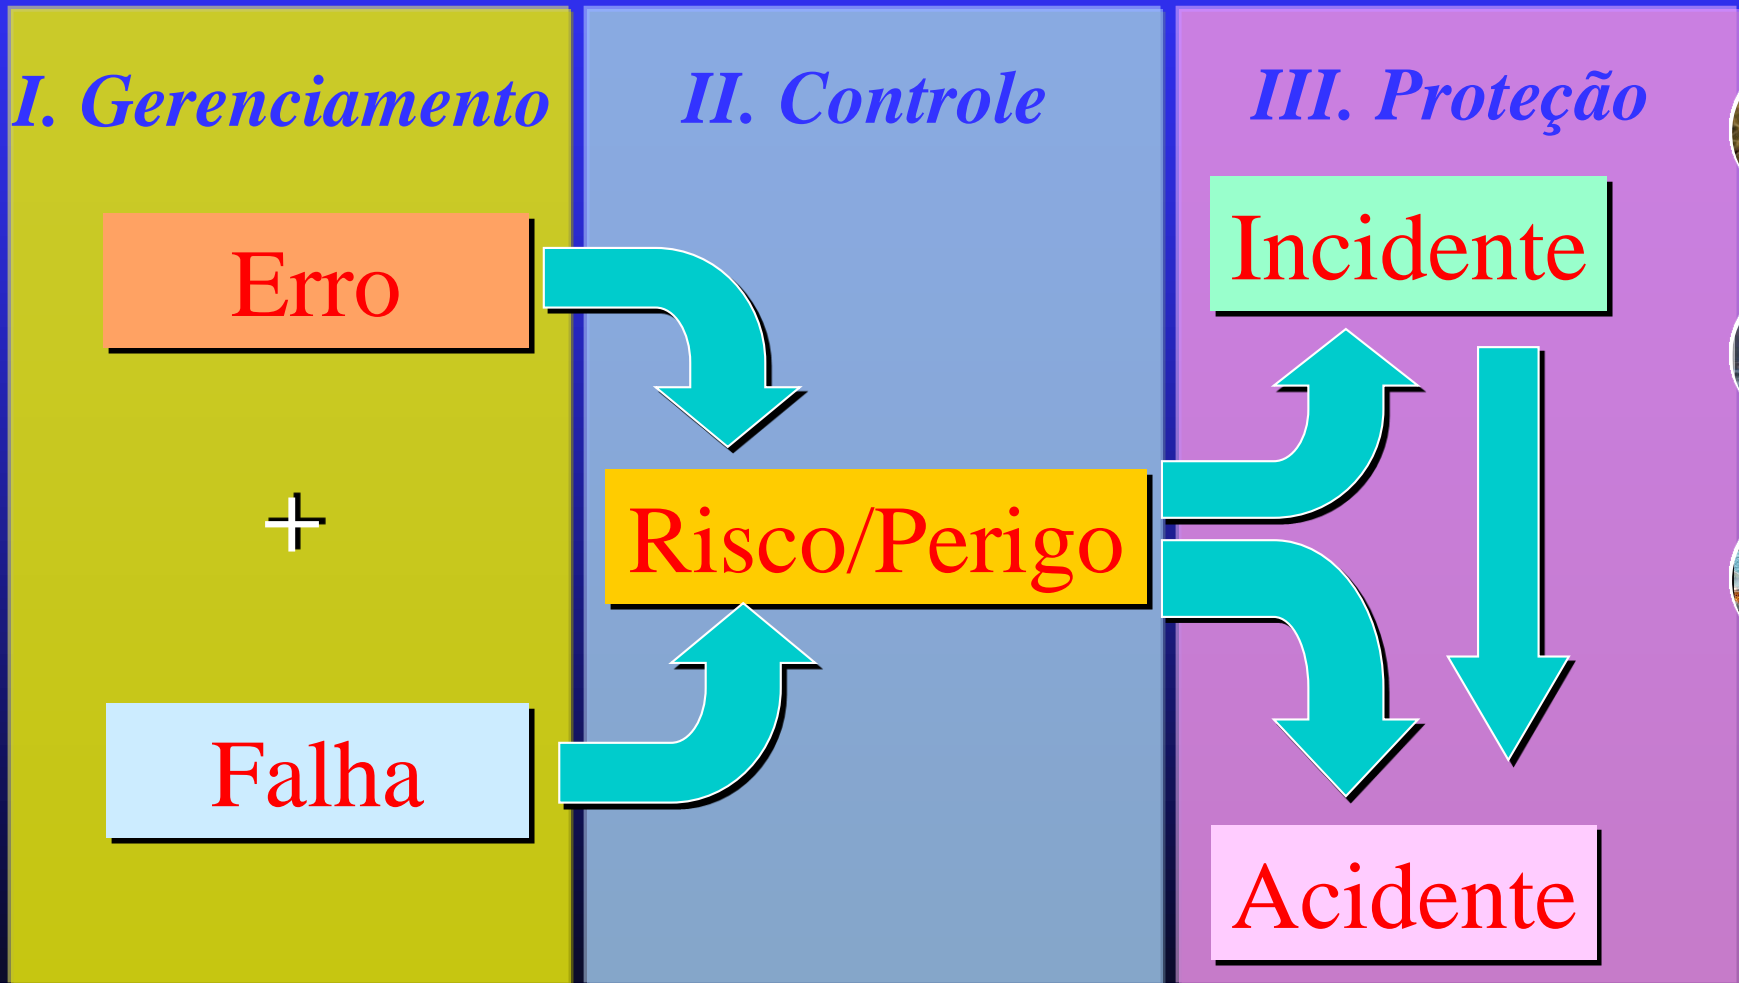 I. Gerenciamento
Erro
+
Falha
II. Controle
Risco/Perigo
III. Proteção
Incidente
Acidente